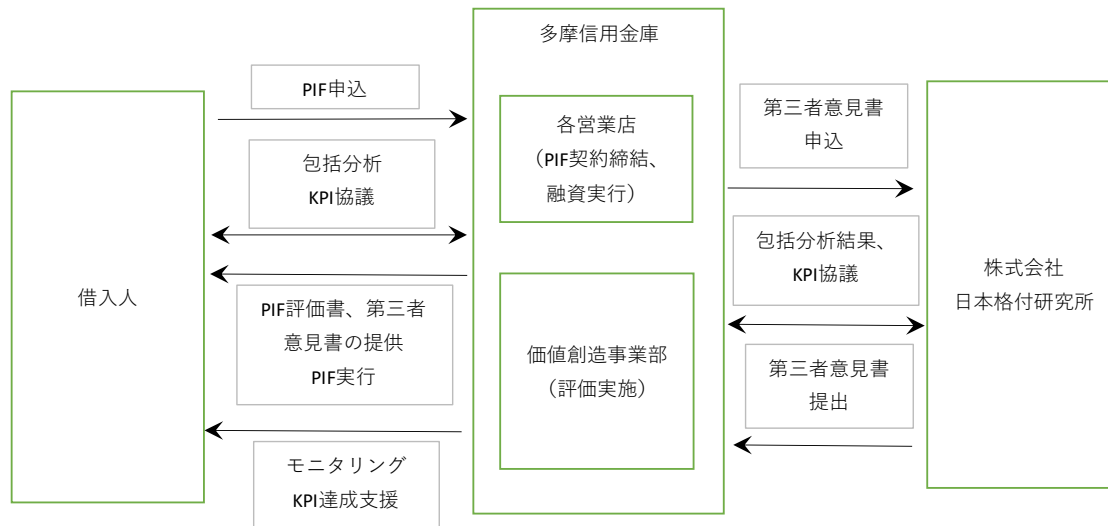 借入人
PIF申込
包括分析
KPI協議
PIF評価書、第三者
意見書の提供
PIF実行
モニタリング
KPI達成支援
多摩信用金庫
各営業店
（PIF契約締結、
融資実行）
価値創造事業部
（評価実施）
第三者意見書
申込
包括分析結果、
KPI協議
第三者意見書
提出
株式会社
日本格付研究所